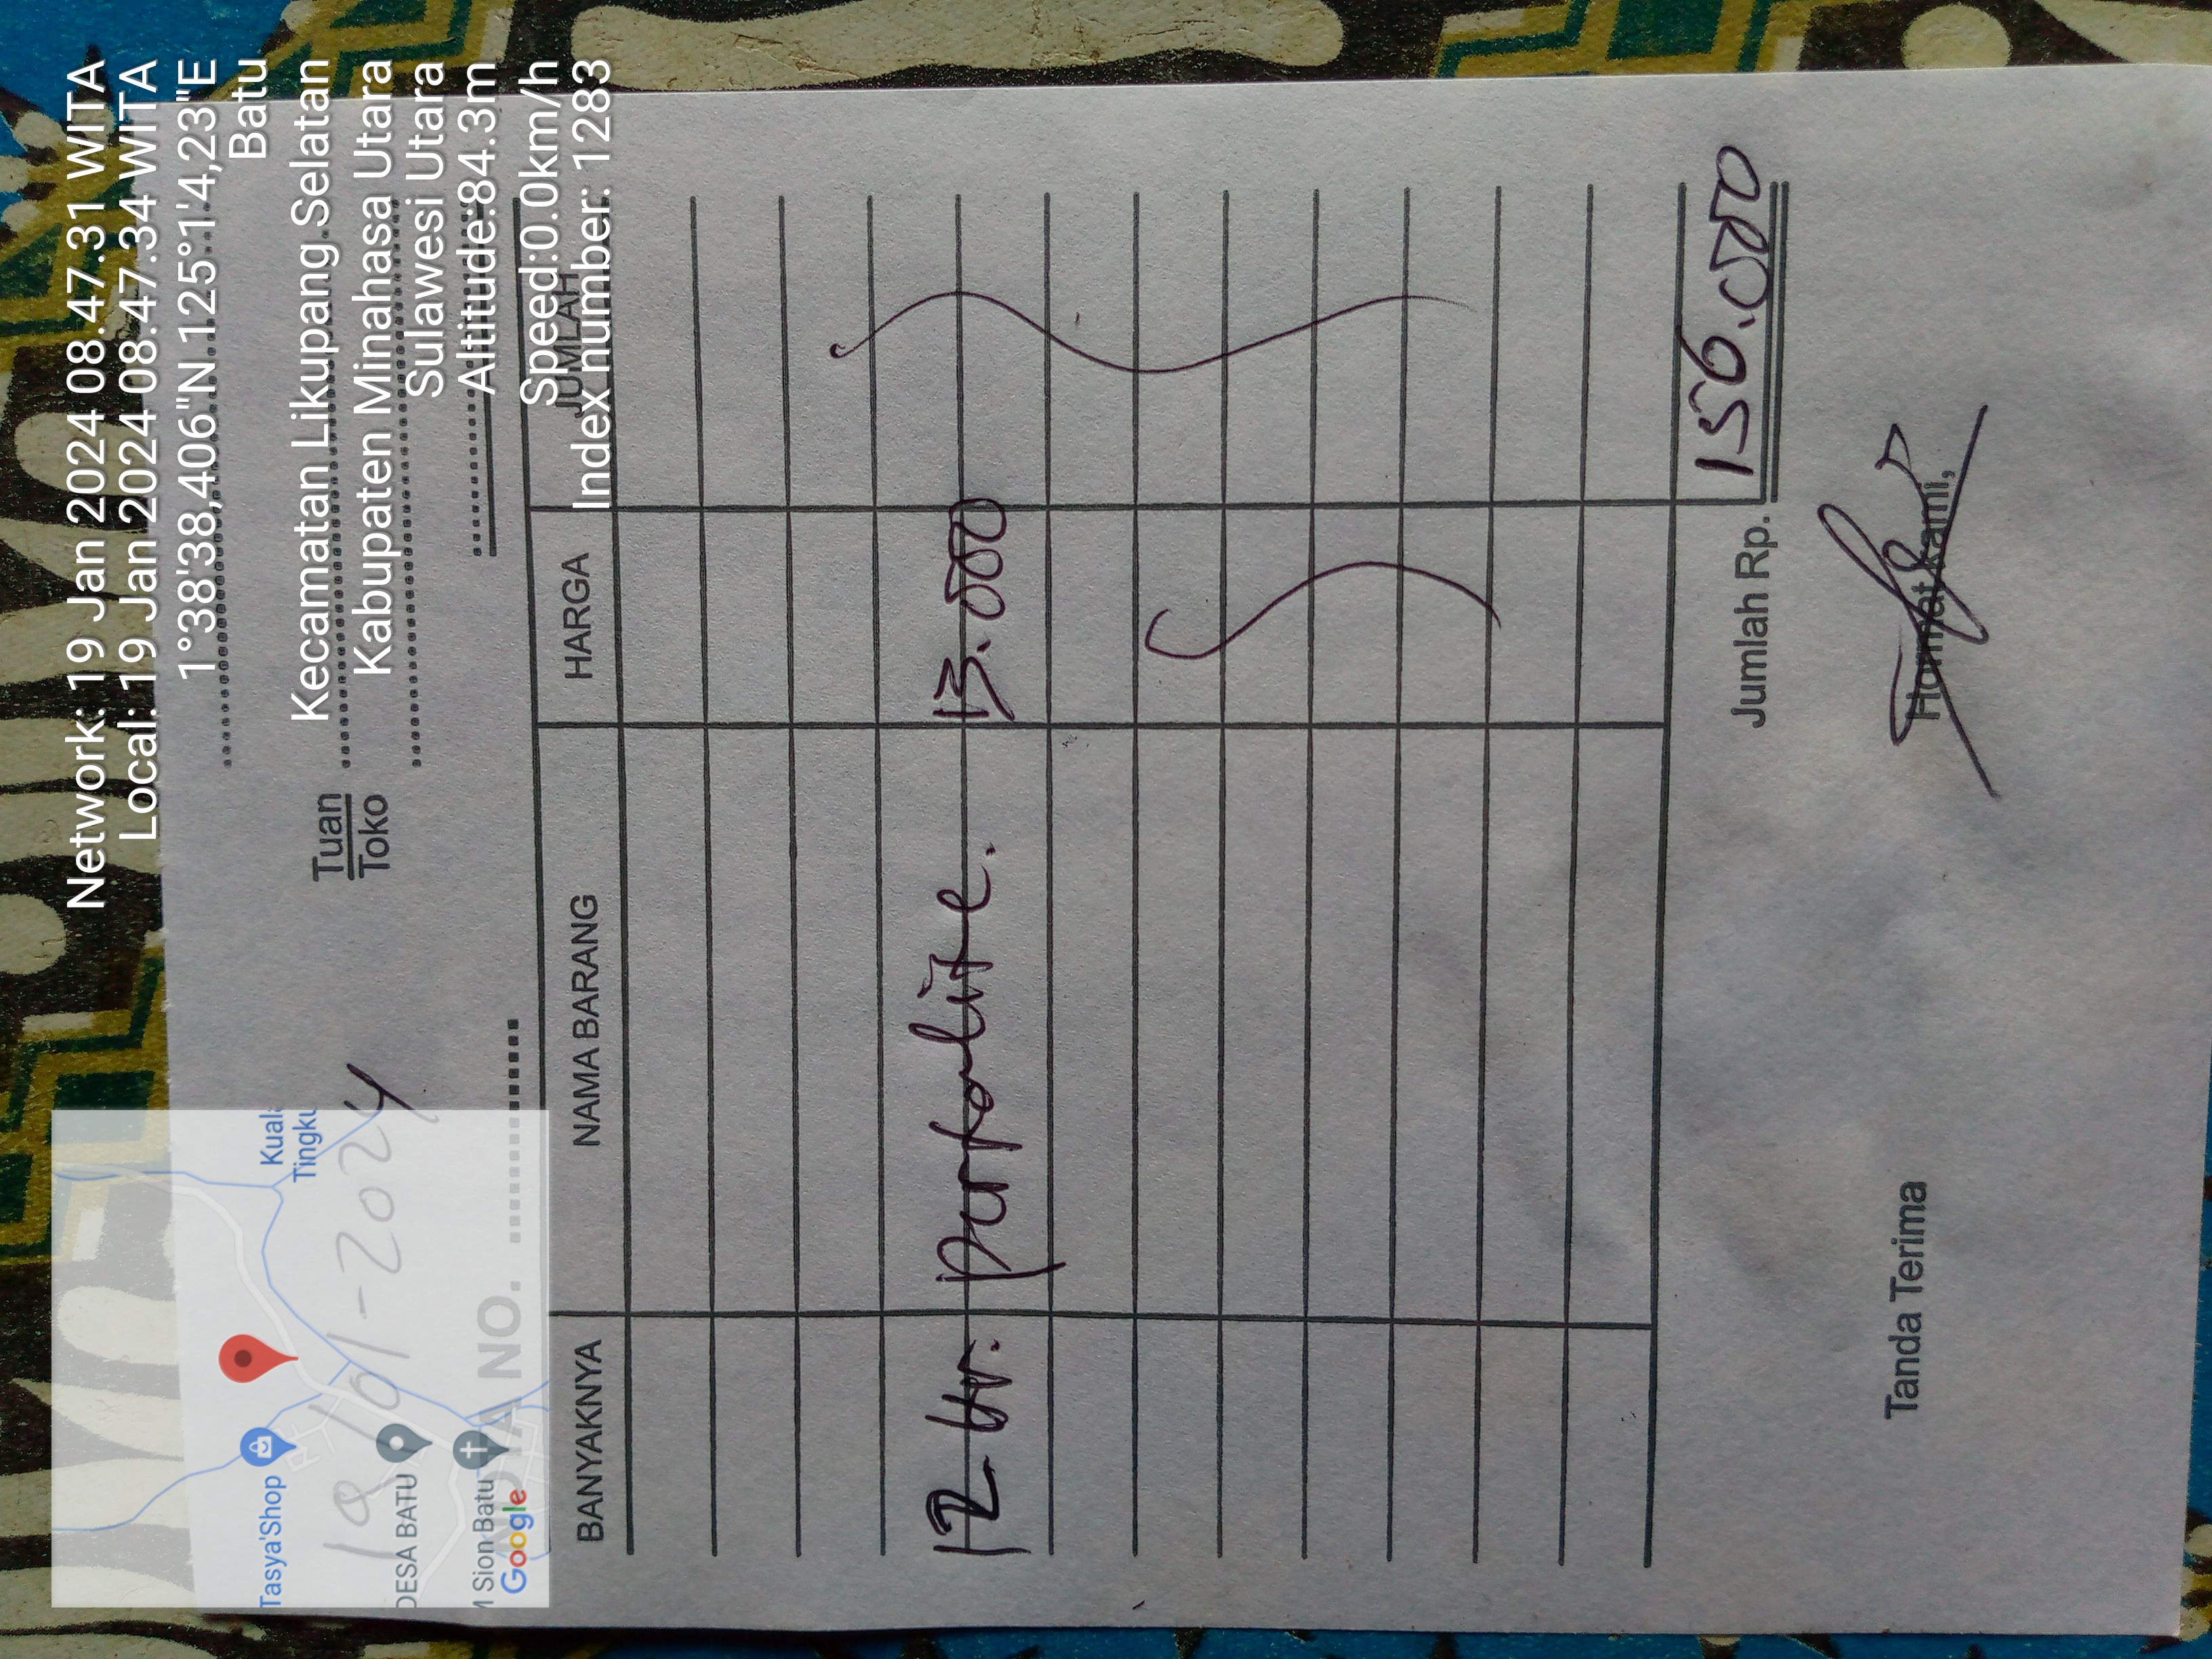 Network: 19 Jan 2024 08.47.31 WITA
Local: 19 Jan 2024 08.47.34 WITA
1°38'38,406"N 125°1'4,23"E
Batu
Kecamatan Likupang Selatan
Kabupaten Minahasa Utara
Sulawesi Utara
Altitude:84.3m
Speed:0.0km/h
Index number: 1283
Tasya'Shop
DESA BATU
Sion Batu
Google
Kuala
Tingku
19/01-2024
Tuan
Toko
NOTA NO.
BANYAKNYA NAMA BARANG HARGA JUMLAH
12 Ltr. pertalite. 13.000
Jumlah Rp. 156.000
Tanda Terima Hormat kami,